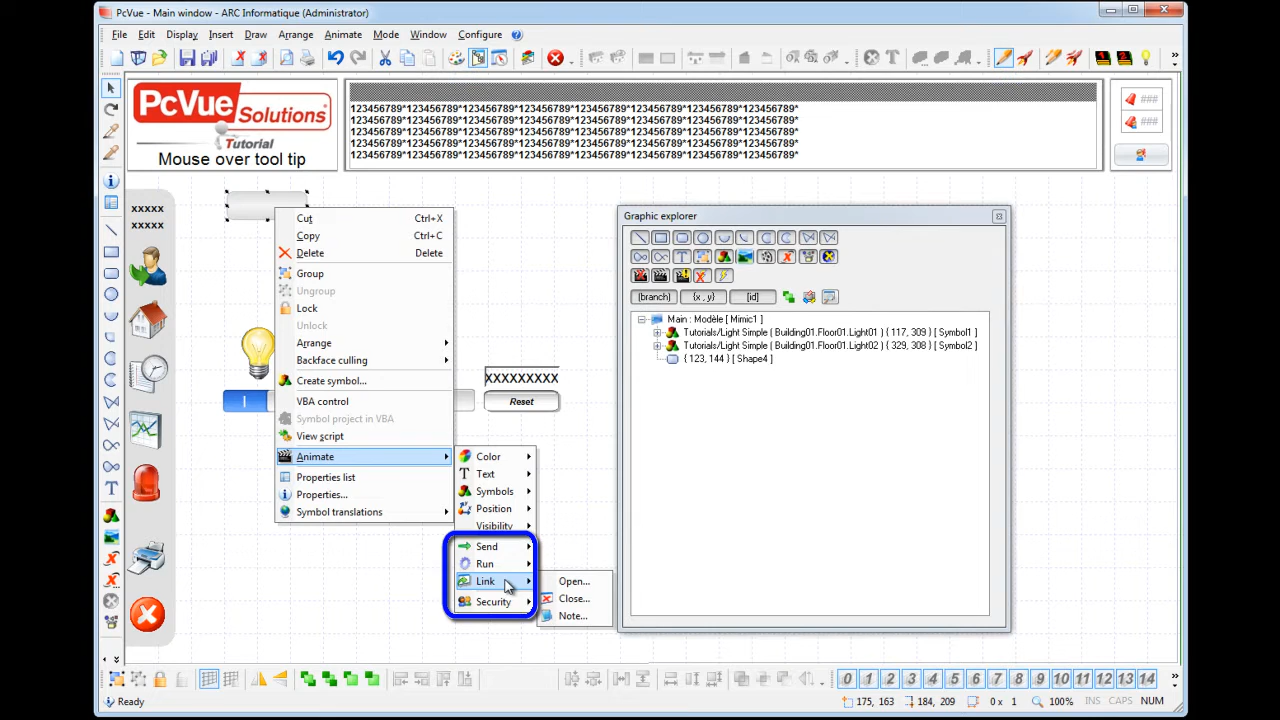 PcVue - Main window - ARC Informatique (Administrator)
File Edit Display Insert Draw Arrange Animate Mode Window Configure
PcVue Solutions
Tutorial
Mouse over tool tip
123456789*123456789*123456789*123456789*123456789*123456789*123456789*123456789*
123456789*123456789*123456789*123456789*123456789*123456789*123456789*123456789*
123456789*123456789*123456789*123456789*123456789*123456789*123456789*123456789*
123456789*123456789*123456789*123456789*123456789*123456789*123456789*123456789*
123456789*123456789*123456789*123456789*123456789*123456789*123456789*123456789*
###
###
XXXXX
XXXXX
Cut Ctrl+X
Copy Ctrl+C
Delete Delete
Group
Ungroup
Lock
Unlock
Arrange
Backface culling
Create symbol...
VBA control
Symbol project in VBA
View script
Animate
Properties list
Properties...
Symbol translations
Color
Text
Symbols
Position
Visibility
Send
Run
Link
Security
Open...
Close...
Note...
XXXXXXXXX
Reset
Graphic explorer
(branch) {x , y} [id]
Main : Modèle [ Mimic1 ]
Tutorials/Light Simple ( Building01.Floor01.Light01 ) { 117, 309 } [ Symbol1 ]
Tutorials/Light Simple ( Building01.Floor01.Light02 ) { 329, 308 } [ Symbol2 ]
{ 123, 144 } [ Shape4 ]
0 1 2 3 4 5 6 7 8 9 10 11 12 13 14
Ready 175, 163 184, 209 0 x 1 100% INS CAPS NUM